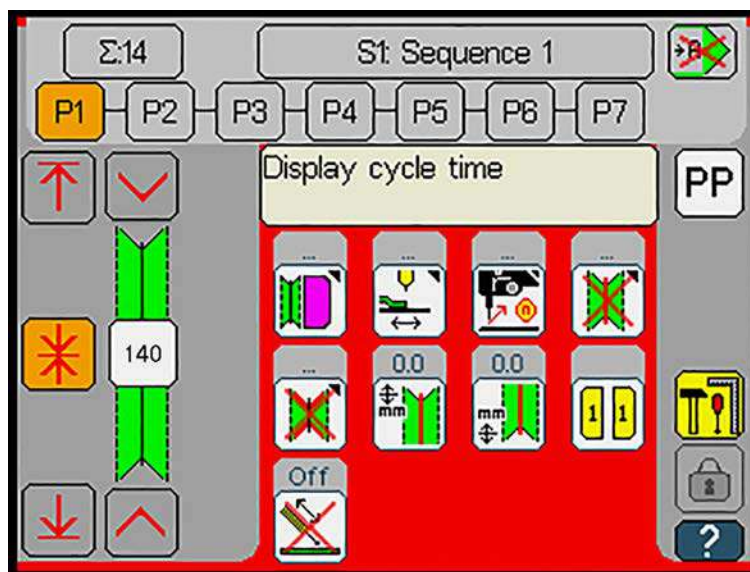 Σ:14
S1: Sequence 1
P1 P2 P3 P4 P5 P6 P7
Display cycle time
PP
... ... ... ...
140
... 0.0 0.0
mm mm 1 1
Off
?